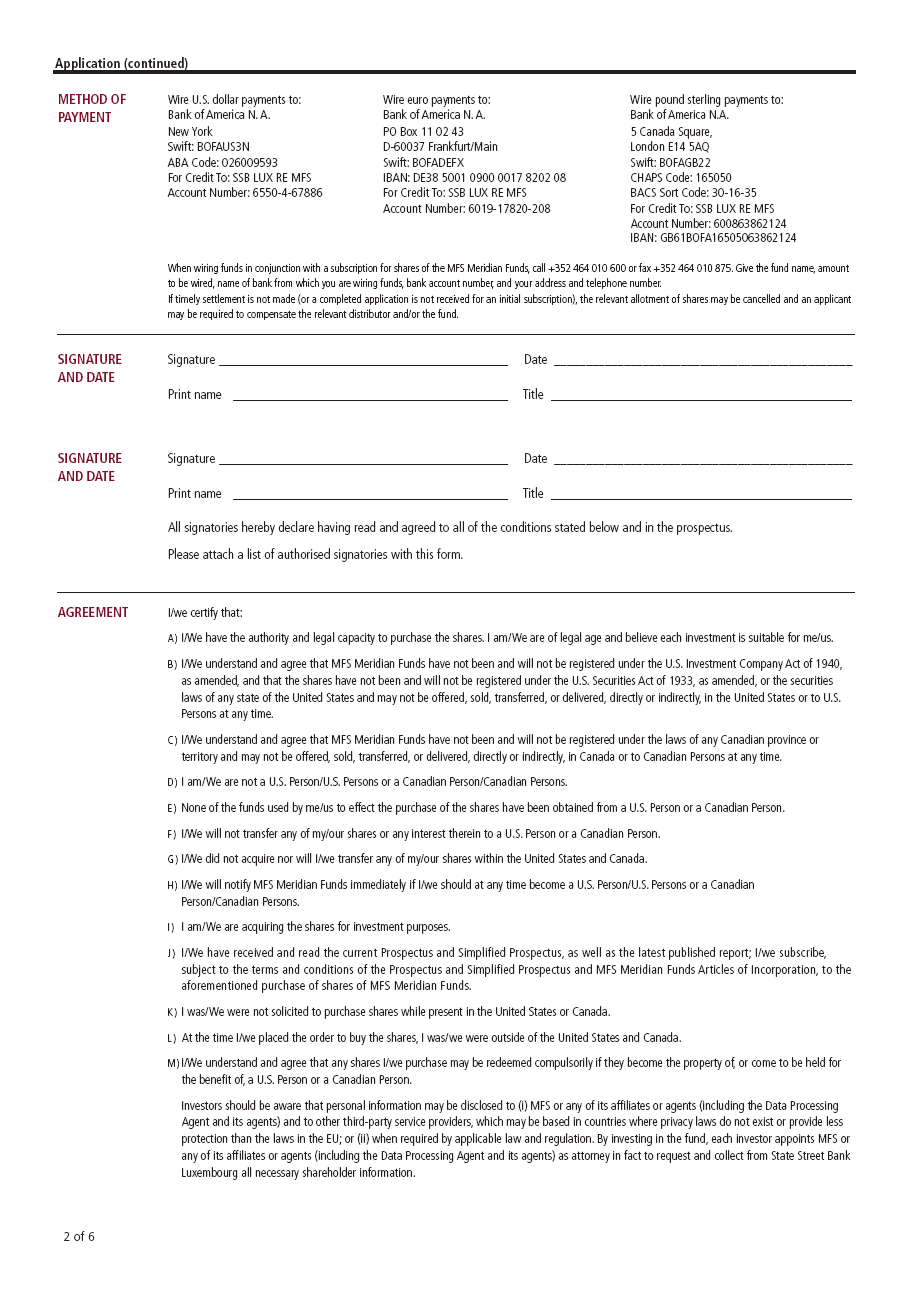 Application (continued)
METHOD OF
PAYMENT
Wire U.S. dollar payments to:
Bank of America N. A.
New York
Swift: BOFAUS3N
ABA Code: 026009593
For Credit To: SSB LUX RE MFS
Account Number: 6550-4-67886
Wire euro payments to:
Bank of America N. A.
PO Box 11 02 43
D-60037 Frankfurt/Main
Swift: BOFADEFX
IBAN: DE38 5001 0900 0017 8202 08
For Credit To: SSB LUX RE MFS
Account Number: 6019-17820-208
Wire pound sterling payments to:
Bank of America N.A.
5 Canada Square,
London E14 5AQ
Swift: BOFAGB22
CHAPS Code: 165050
BACS Sort Code: 30-16-35
For Credit To: SSB LUX RE MFS
Account Number: 600863862124
IBAN: GB61BOFA16505063862124
When wiring funds in conjunction with a subscription for shares of the MFS Meridian Funds, call +352 464 010 600 or fax +352 464 010 875. Give the fund name, amount
to be wired, name of bank from which you are wiring funds, bank account number, and your address and telephone number.
If timely settlement is not made (or a completed application is not received for an initial subscription), the relevant allotment of shares may be cancelled and an applicant
may be required to compensate the relevant distributor and/or the fund.
SIGNATURE
AND DATE
Signature Date
Print name Title
SIGNATURE
AND DATE
Signature Date
Print name Title
All signatories hereby declare having read and agreed to all of the conditions stated below and in the prospectus.
Please attach a list of authorised signatories with this form.
AGREEMENT
I/we certify that:
A) I/We have the authority and legal capacity to purchase the shares. I am/We are of legal age and believe each investment is suitable for me/us.
B) I/We understand and agree that MFS Meridian Funds have not been and will not be registered under the U.S. Investment Company Act of 1940,
as amended, and that the shares have not been and will not be registered under the U.S. Securities Act of 1933, as amended, or the securities
laws of any state of the United States and may not be offered, sold, transferred, or delivered, directly or indirectly, in the United States or to U.S.
Persons at any time.
C) I/We understand and agree that MFS Meridian Funds have not been and will not be registered under the laws of any Canadian province or
territory and may not be offered, sold, transferred, or delivered, directly or indirectly, in Canada or to Canadian Persons at any time.
D) I am/We are not a U.S. Person/U.S. Persons or a Canadian Person/Canadian Persons.
E) None of the funds used by me/us to effect the purchase of the shares have been obtained from a U.S. Person or a Canadian Person.
F) I/We will not transfer any of my/our shares or any interest therein to a U.S. Person or a Canadian Person.
G) I/We did not acquire nor will I/we transfer any of my/our shares within the United States and Canada.
H) I/We will notify MFS Meridian Funds immediately if I/we should at any time become a U.S. Person/U.S. Persons or a Canadian
Person/Canadian Persons.
I) I am/We are acquiring the shares for investment purposes.
J) I/We have received and read the current Prospectus and Simplified Prospectus, as well as the latest published report; I/we subscribe,
subject to the terms and conditions of the Prospectus and Simplified Prospectus and MFS Meridian Funds Articles of Incorporation, to the
aforementioned purchase of shares of MFS Meridian Funds.
K) I was/We were not solicited to purchase shares while present in the United States or Canada.
L) At the time I/we placed the order to buy the shares, I was/we were outside of the United States and Canada.
M) I/We understand and agree that any shares I/we purchase may be redeemed compulsorily if they become the property of, or come to be held for
the benefit of, a U.S. Person or a Canadian Person.
Investors should be aware that personal information may be disclosed to (i) MFS or any of its affiliates or agents (including the Data Processing
Agent and its agents) and to other third-party service providers, which may be based in countries where privacy laws do not exist or provide less
protection than the laws in the EU; or (ii) when required by applicable law and regulation. By investing in the fund, each investor appoints MFS or
any of its affiliates or agents (including the Data Processing Agent and its agents) as attorney in fact to request and collect from State Street Bank
Luxembourg all necessary shareholder information.
2 of 6